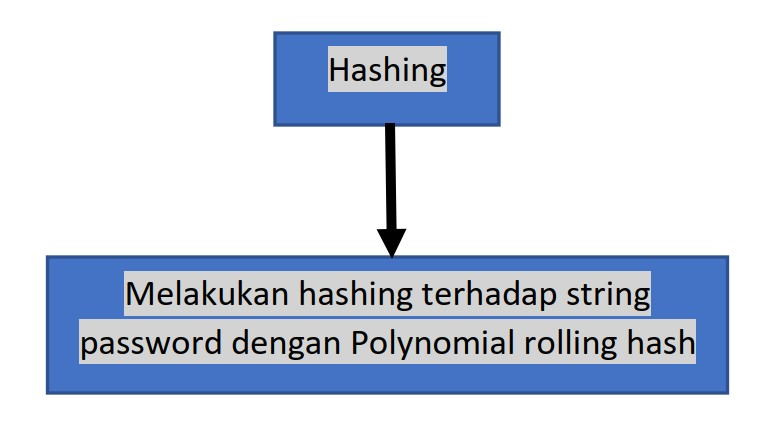 Hashing
Melakukan hashing terhadap string
password dengan Polynomial rolling hash